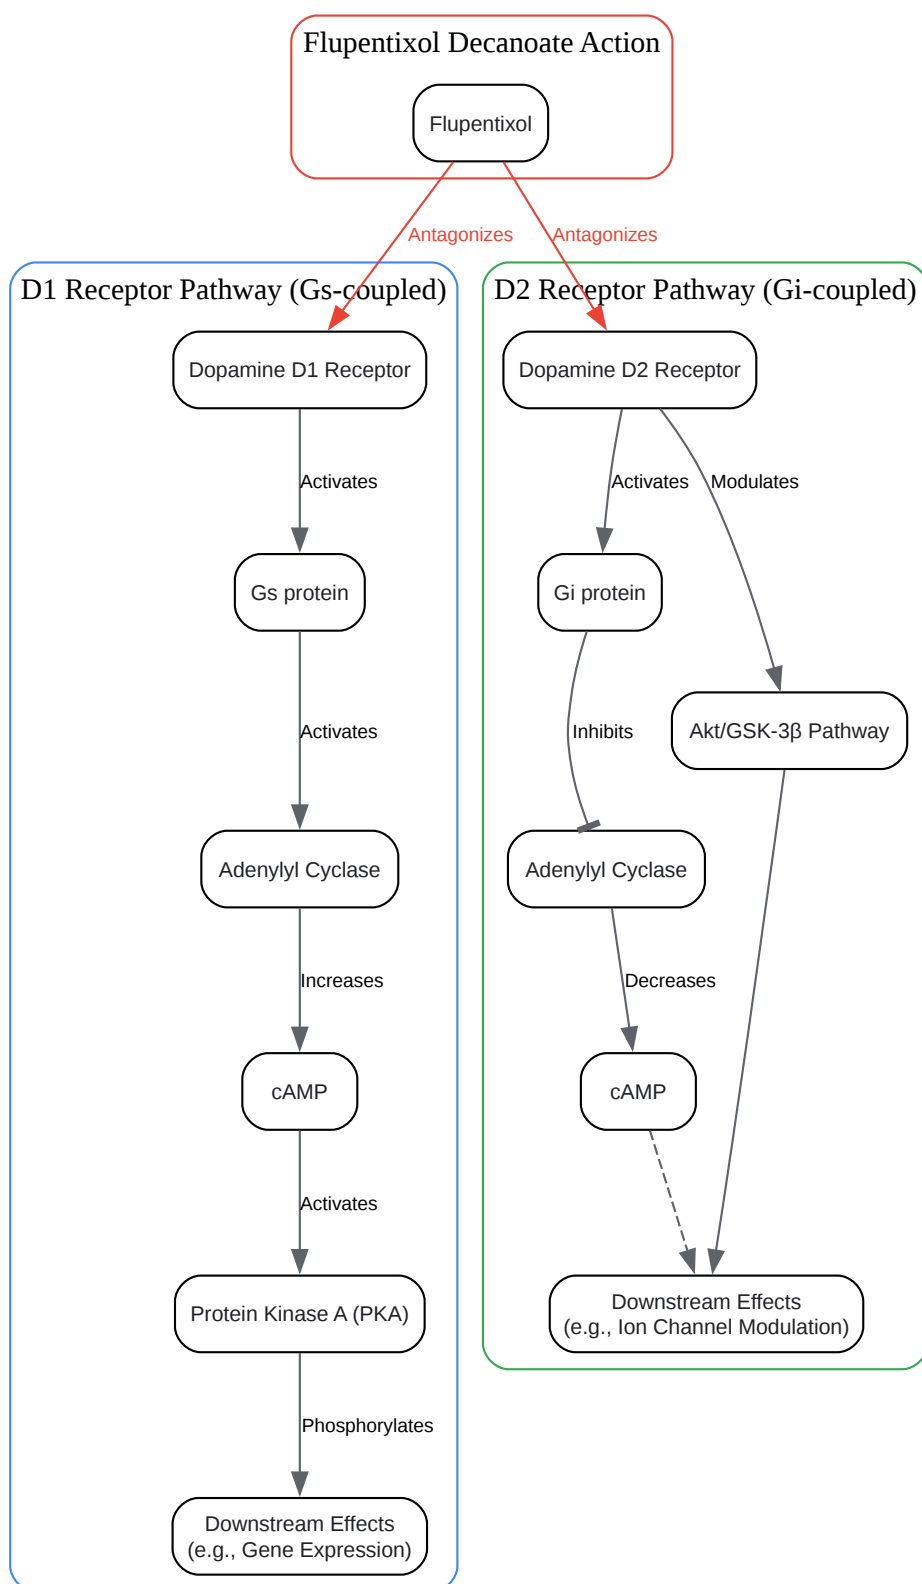 Flupentixol Decanoate Action
Flupentixol
Antagonizes
Antagonizes
D1 Receptor Pathway (Gs-coupled)
Dopamine D1 Receptor
Activates
Gs protein
Activates
Adenylyl Cyclase
Increases
cAMP
Activates
Protein Kinase A (PKA)
Phosphorylates
Downstream Effects
(e.g., Gene Expression)
D2 Receptor Pathway (Gi-coupled)
Dopamine D2 Receptor
Activates
Modulates
Gi protein
Inhibits
Akt/GSK-3β Pathway
Adenylyl Cyclase
Decreases
cAMP
Downstream Effects
(e.g., Ion Channel Modulation)